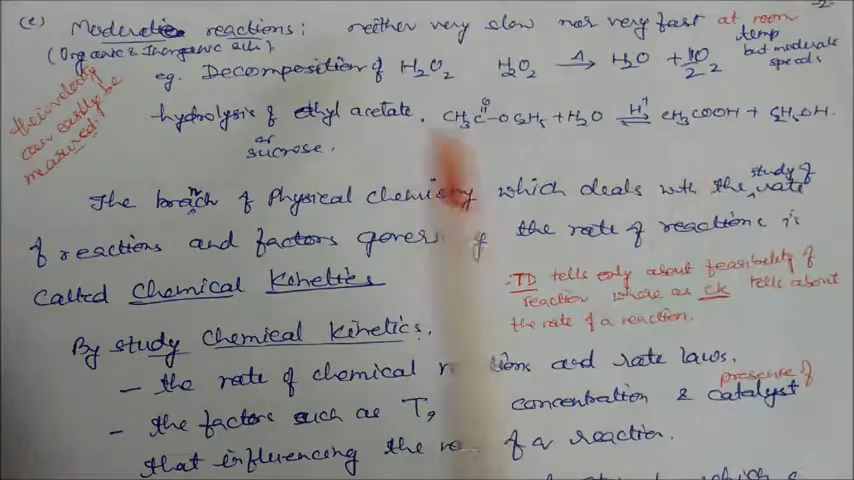 (c) Moderate reactions: neither very slow nor very fast at room temp but moderate speeds
-2-
(Organic & Inorganic
their velocity can easily be measured.
eg. Decomposition of H2O2 H2O2 —Δ→ H2O + 1/2 O2
hydrolysis of ethyl acetate. CH3C(=O)-OC2H5 + H2O ⇌ (H+) CH3COOH + C2H5OH.
or
sucrose.
The branch of Physical chemistry which deals with the study of rate
of reactions and factors gover the rate of reactions is
called Chemical Kinetics
TD tells only about feasibility of
reaction where as CK tells about
the rate of a reaction.
By study Chemical Kinetics.
- the rate of chemical and rate laws.
- the factors such as T, concentration & presence of catalyst
that influencing the of a reaction.